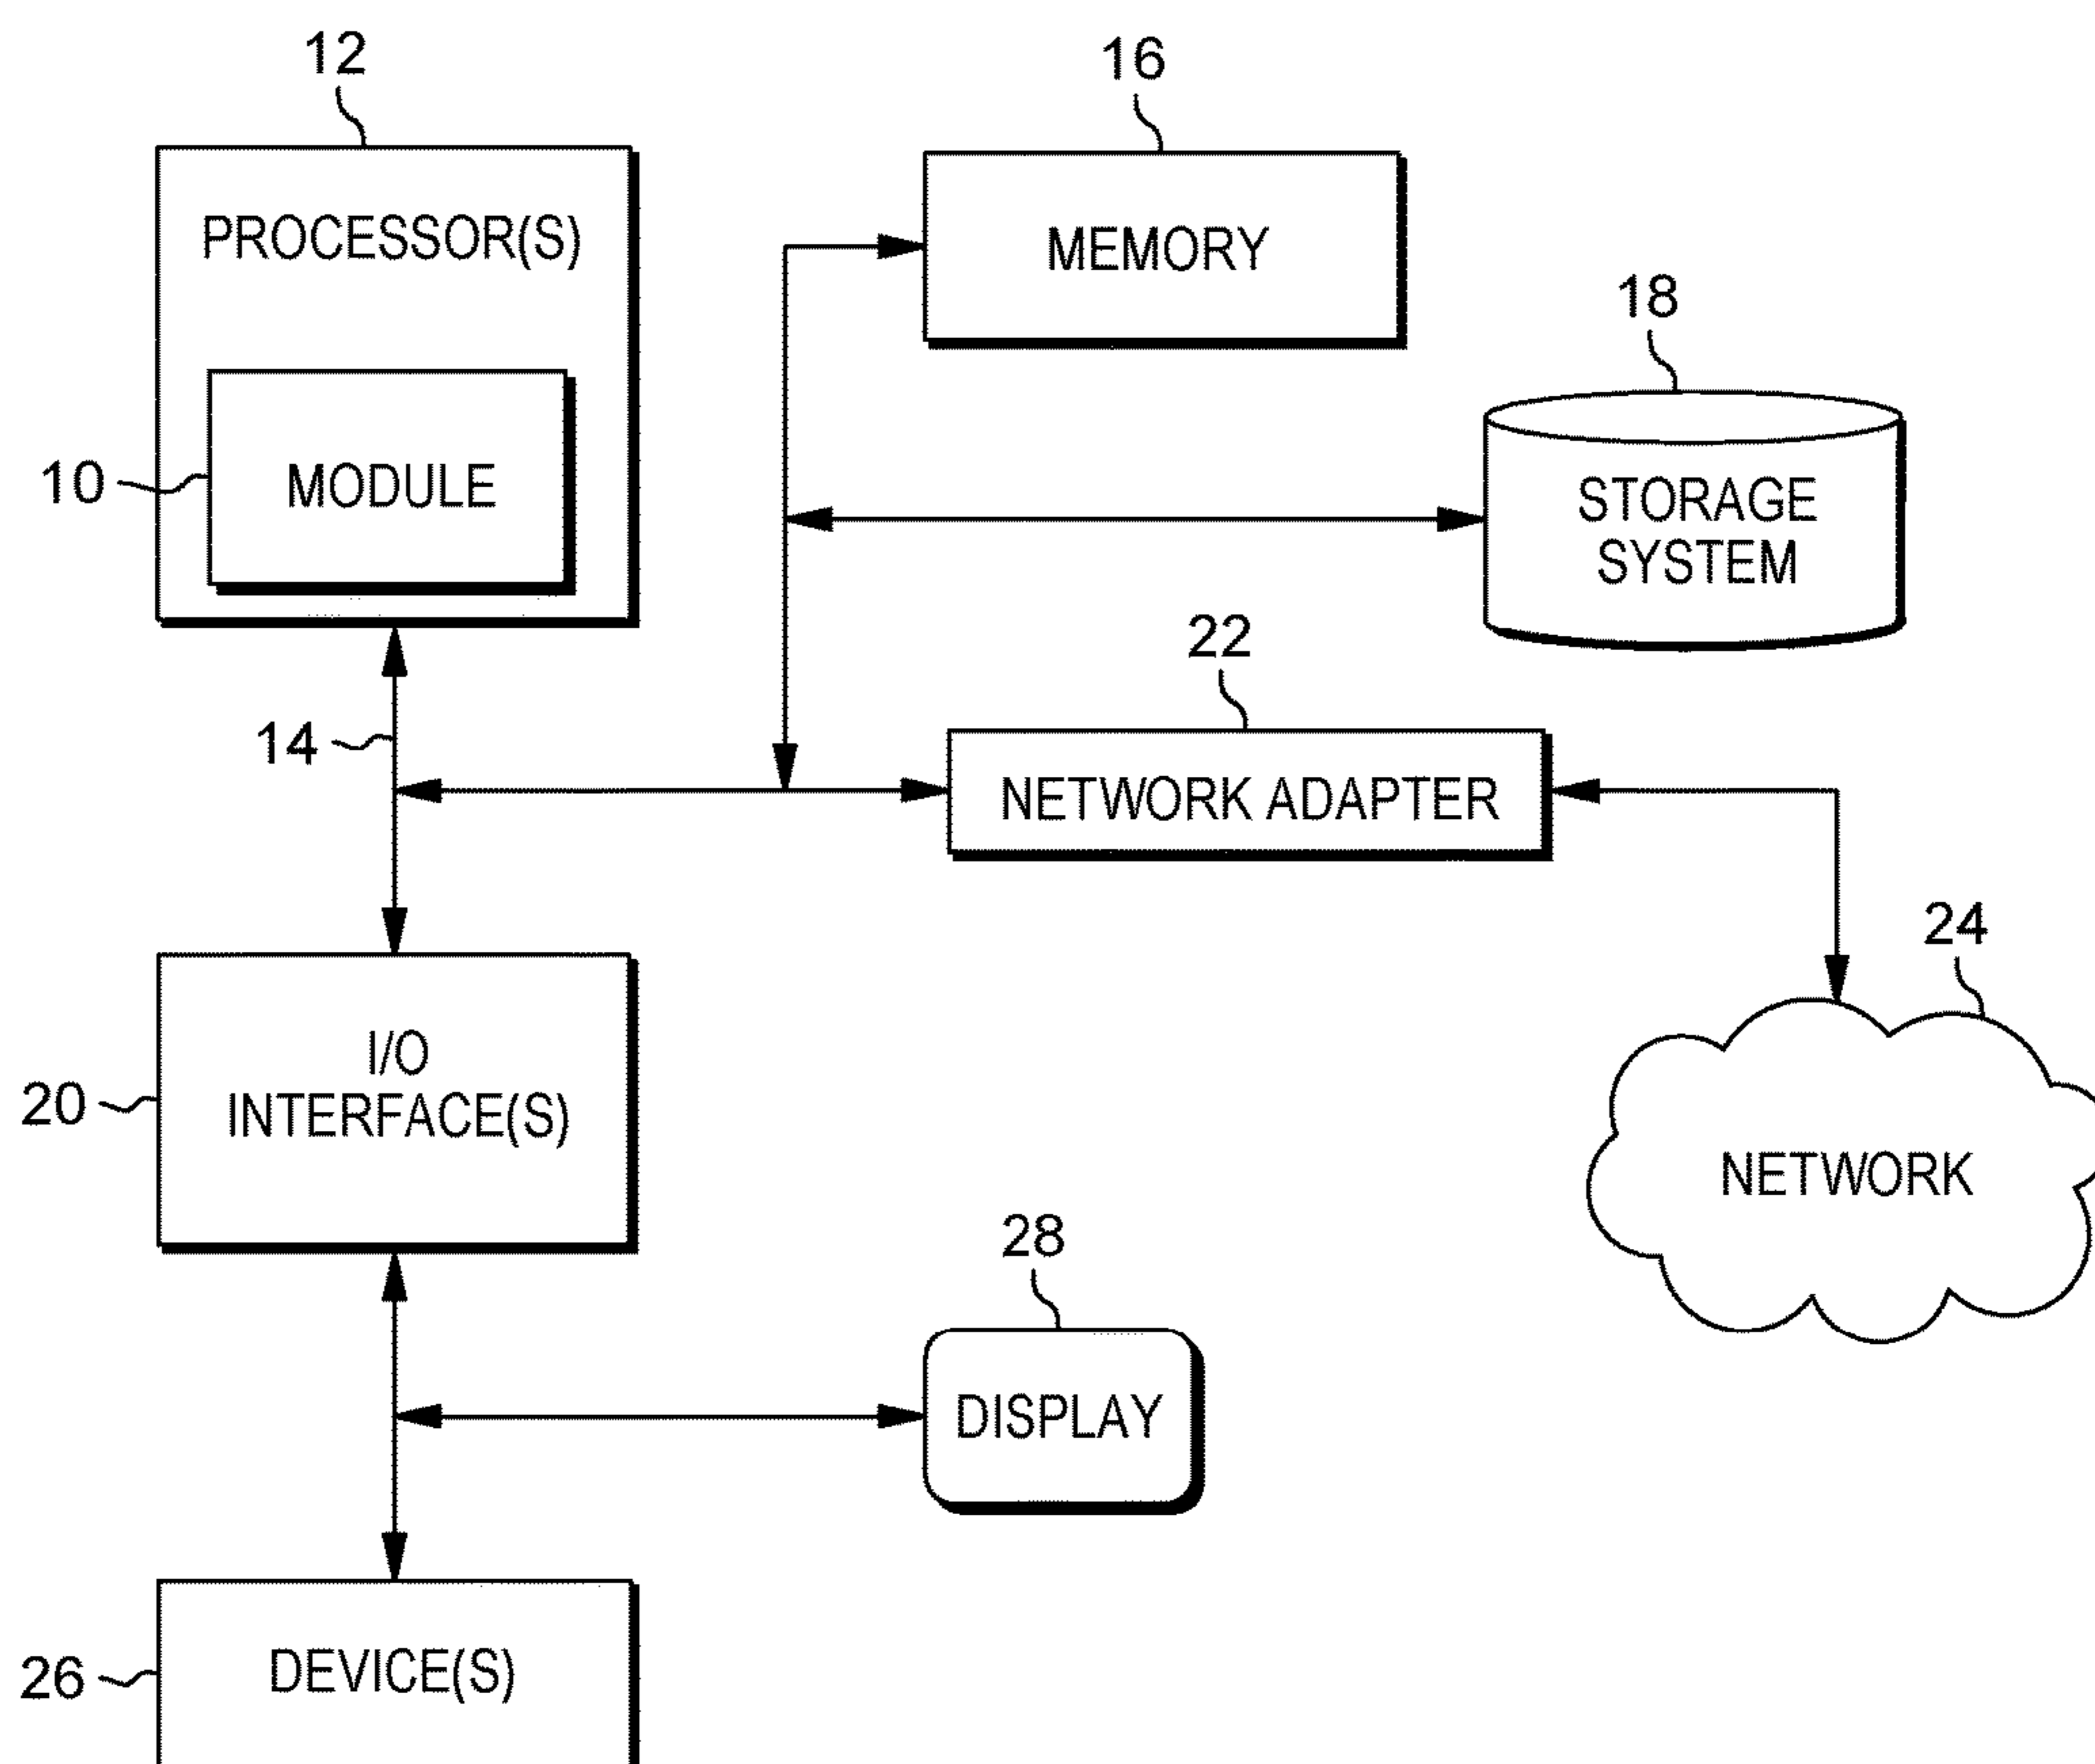 12
16
PROCESSOR(S)
MEMORY
18
10
MODULE
STORAGE
SYSTEM
22
14
NETWORK ADAPTER
24
I/O
20
INTERFACE(S)
NETWORK
28
DISPLAY
26
DEVICE(S)